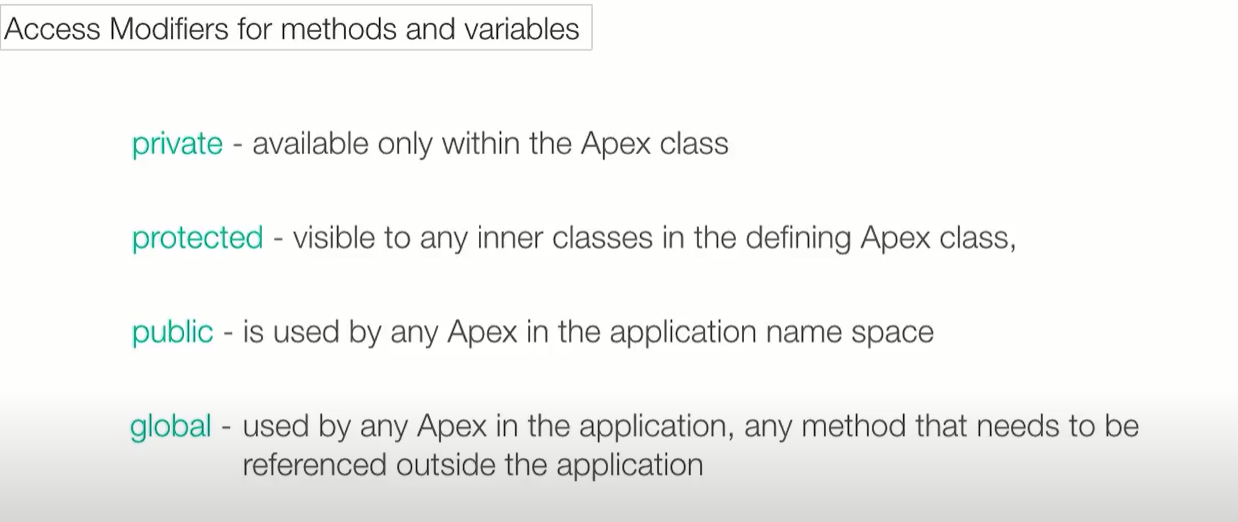 Access Modifiers for methods and variables
private - available only within the Apex class
protected - visible to any inner classes in the defining Apex class,
public - is used by any Apex in the application name space
global - used by any Apex in the application, any method that needs to be
referenced outside the application